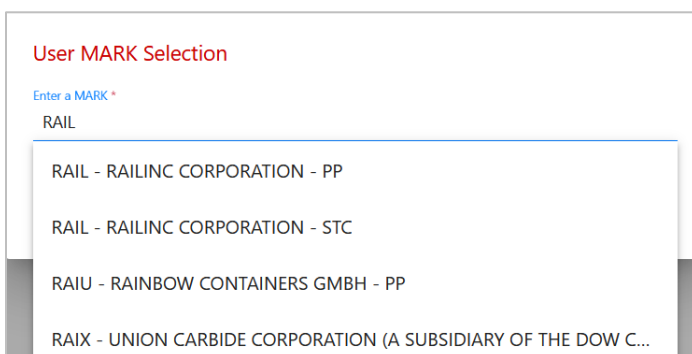 User MARK Selection
Enter a MARK *
RAIL
RAIL - RAILINC CORPORATION - PP
RAIL - RAILINC CORPORATION - STC
RAIU - RAINBOW CONTAINERS GMBH - PP
RAIX - UNION CARBIDE CORPORATION (A SUBSIDIARY OF THE DOW C...